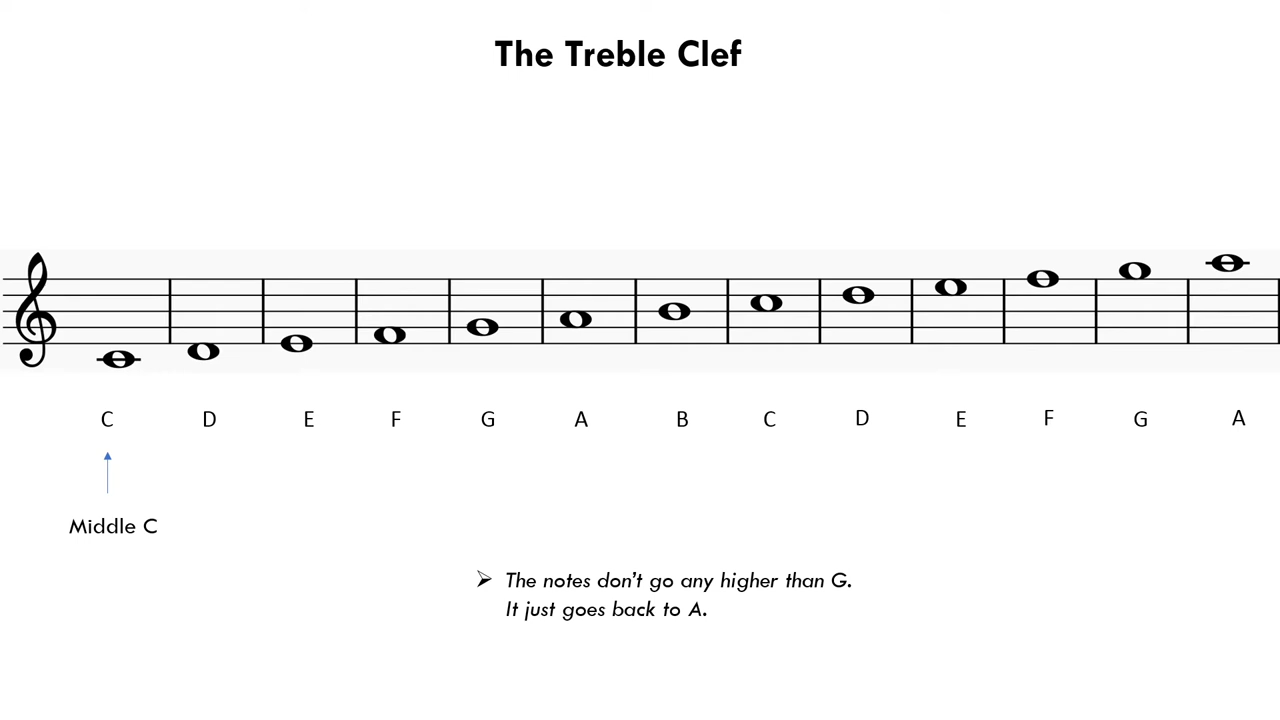 The Treble Clef
C D E F G A B C D E F G A
Middle C
➢ The notes don't go any higher than G.
It just goes back to A.